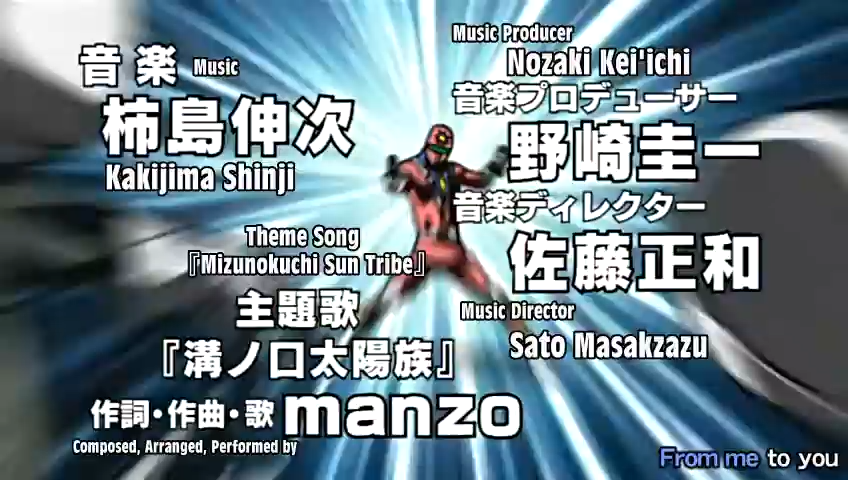 音楽 Music
柿島伸次
Kakijima Shinji
Theme Song
『Mizunokuchi Sun Tribe』
主題歌
『溝ノ口太陽族』
作詞・作曲・歌 manzo
Composed, Arranged, Performed by
Music Producer
Nozaki Kei'ichi
音楽プロデューサー
野崎圭一
音楽ディレクター
佐藤正和
Music Director
Sato Masakzazu
From me to you